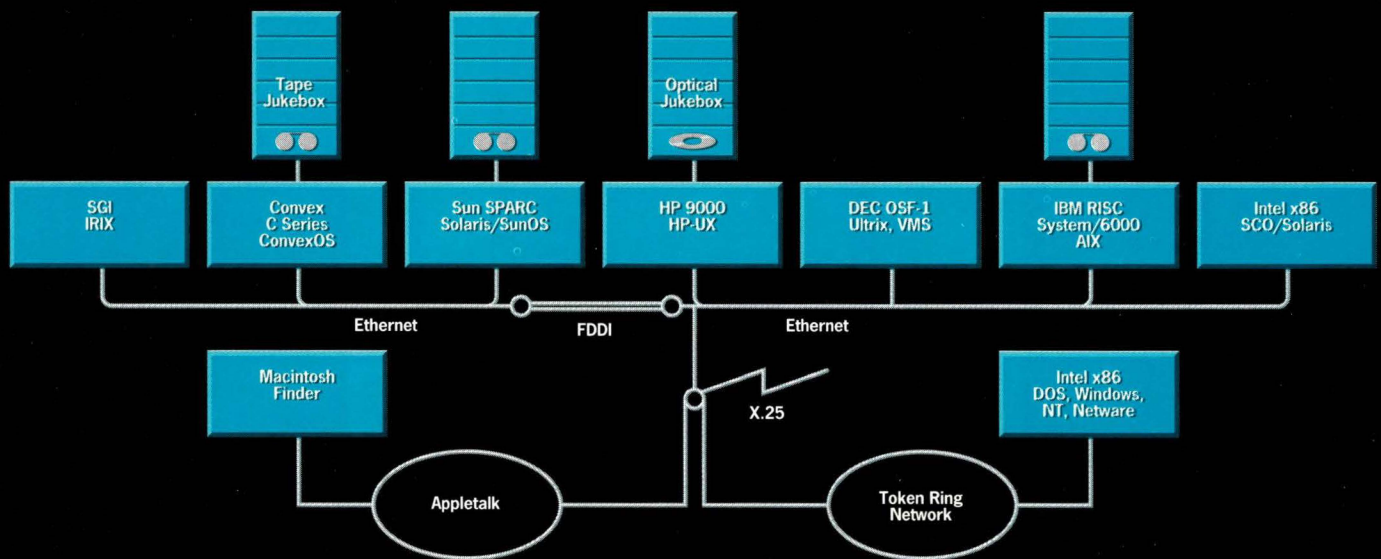 Tape
Jukebox
Optical
Jukebox
SGI
IRIX
Convex
C Series
ConvexOS
Sun SPARC
Solaris/SunOS
HP 9000
HP-UX
DEC OSF-1
Ultrix, VMS
IBM RISC
System/6000
AIX
Intel x86
SCO/Solaris
Ethernet
FDDI
Ethernet
Macintosh
Finder
X.25
Intel x86
DOS, Windows,
NT, Netware
Appletalk
Token Ring
Network